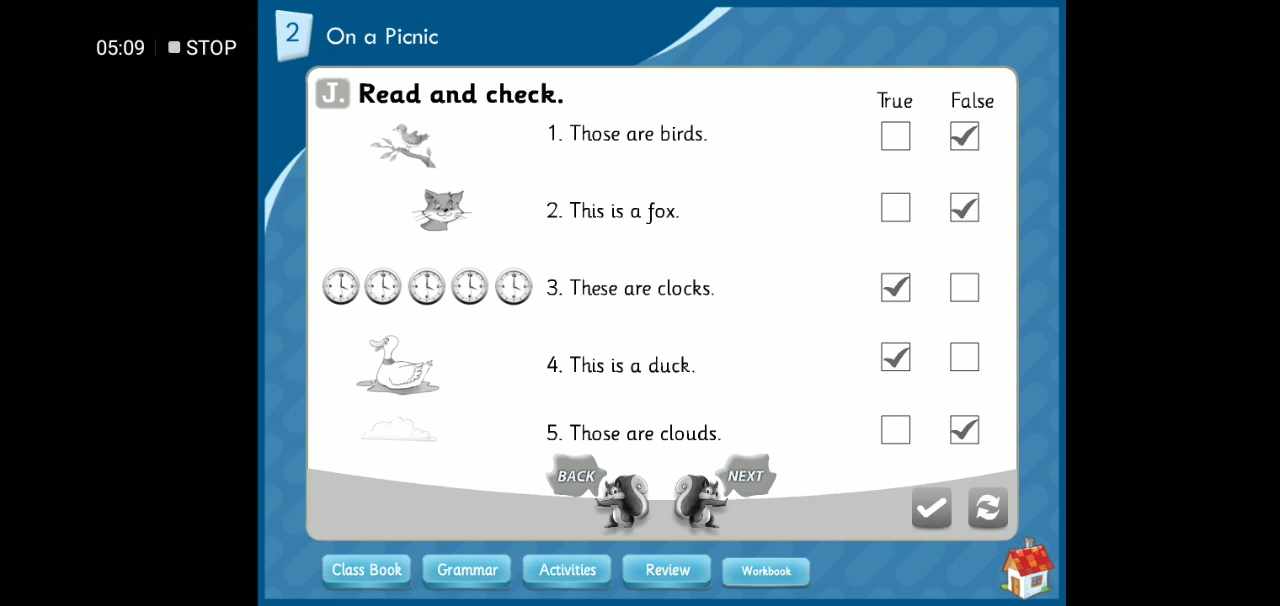 05:09 STOP
2 On a Picnic
J. Read and check.
True False
1. Those are birds.
2. This is a fox.
3. These are clocks.
4. This is a duck.
5. Those are clouds.
BACK NEXT
Class Book Grammar Activities Review Workbook